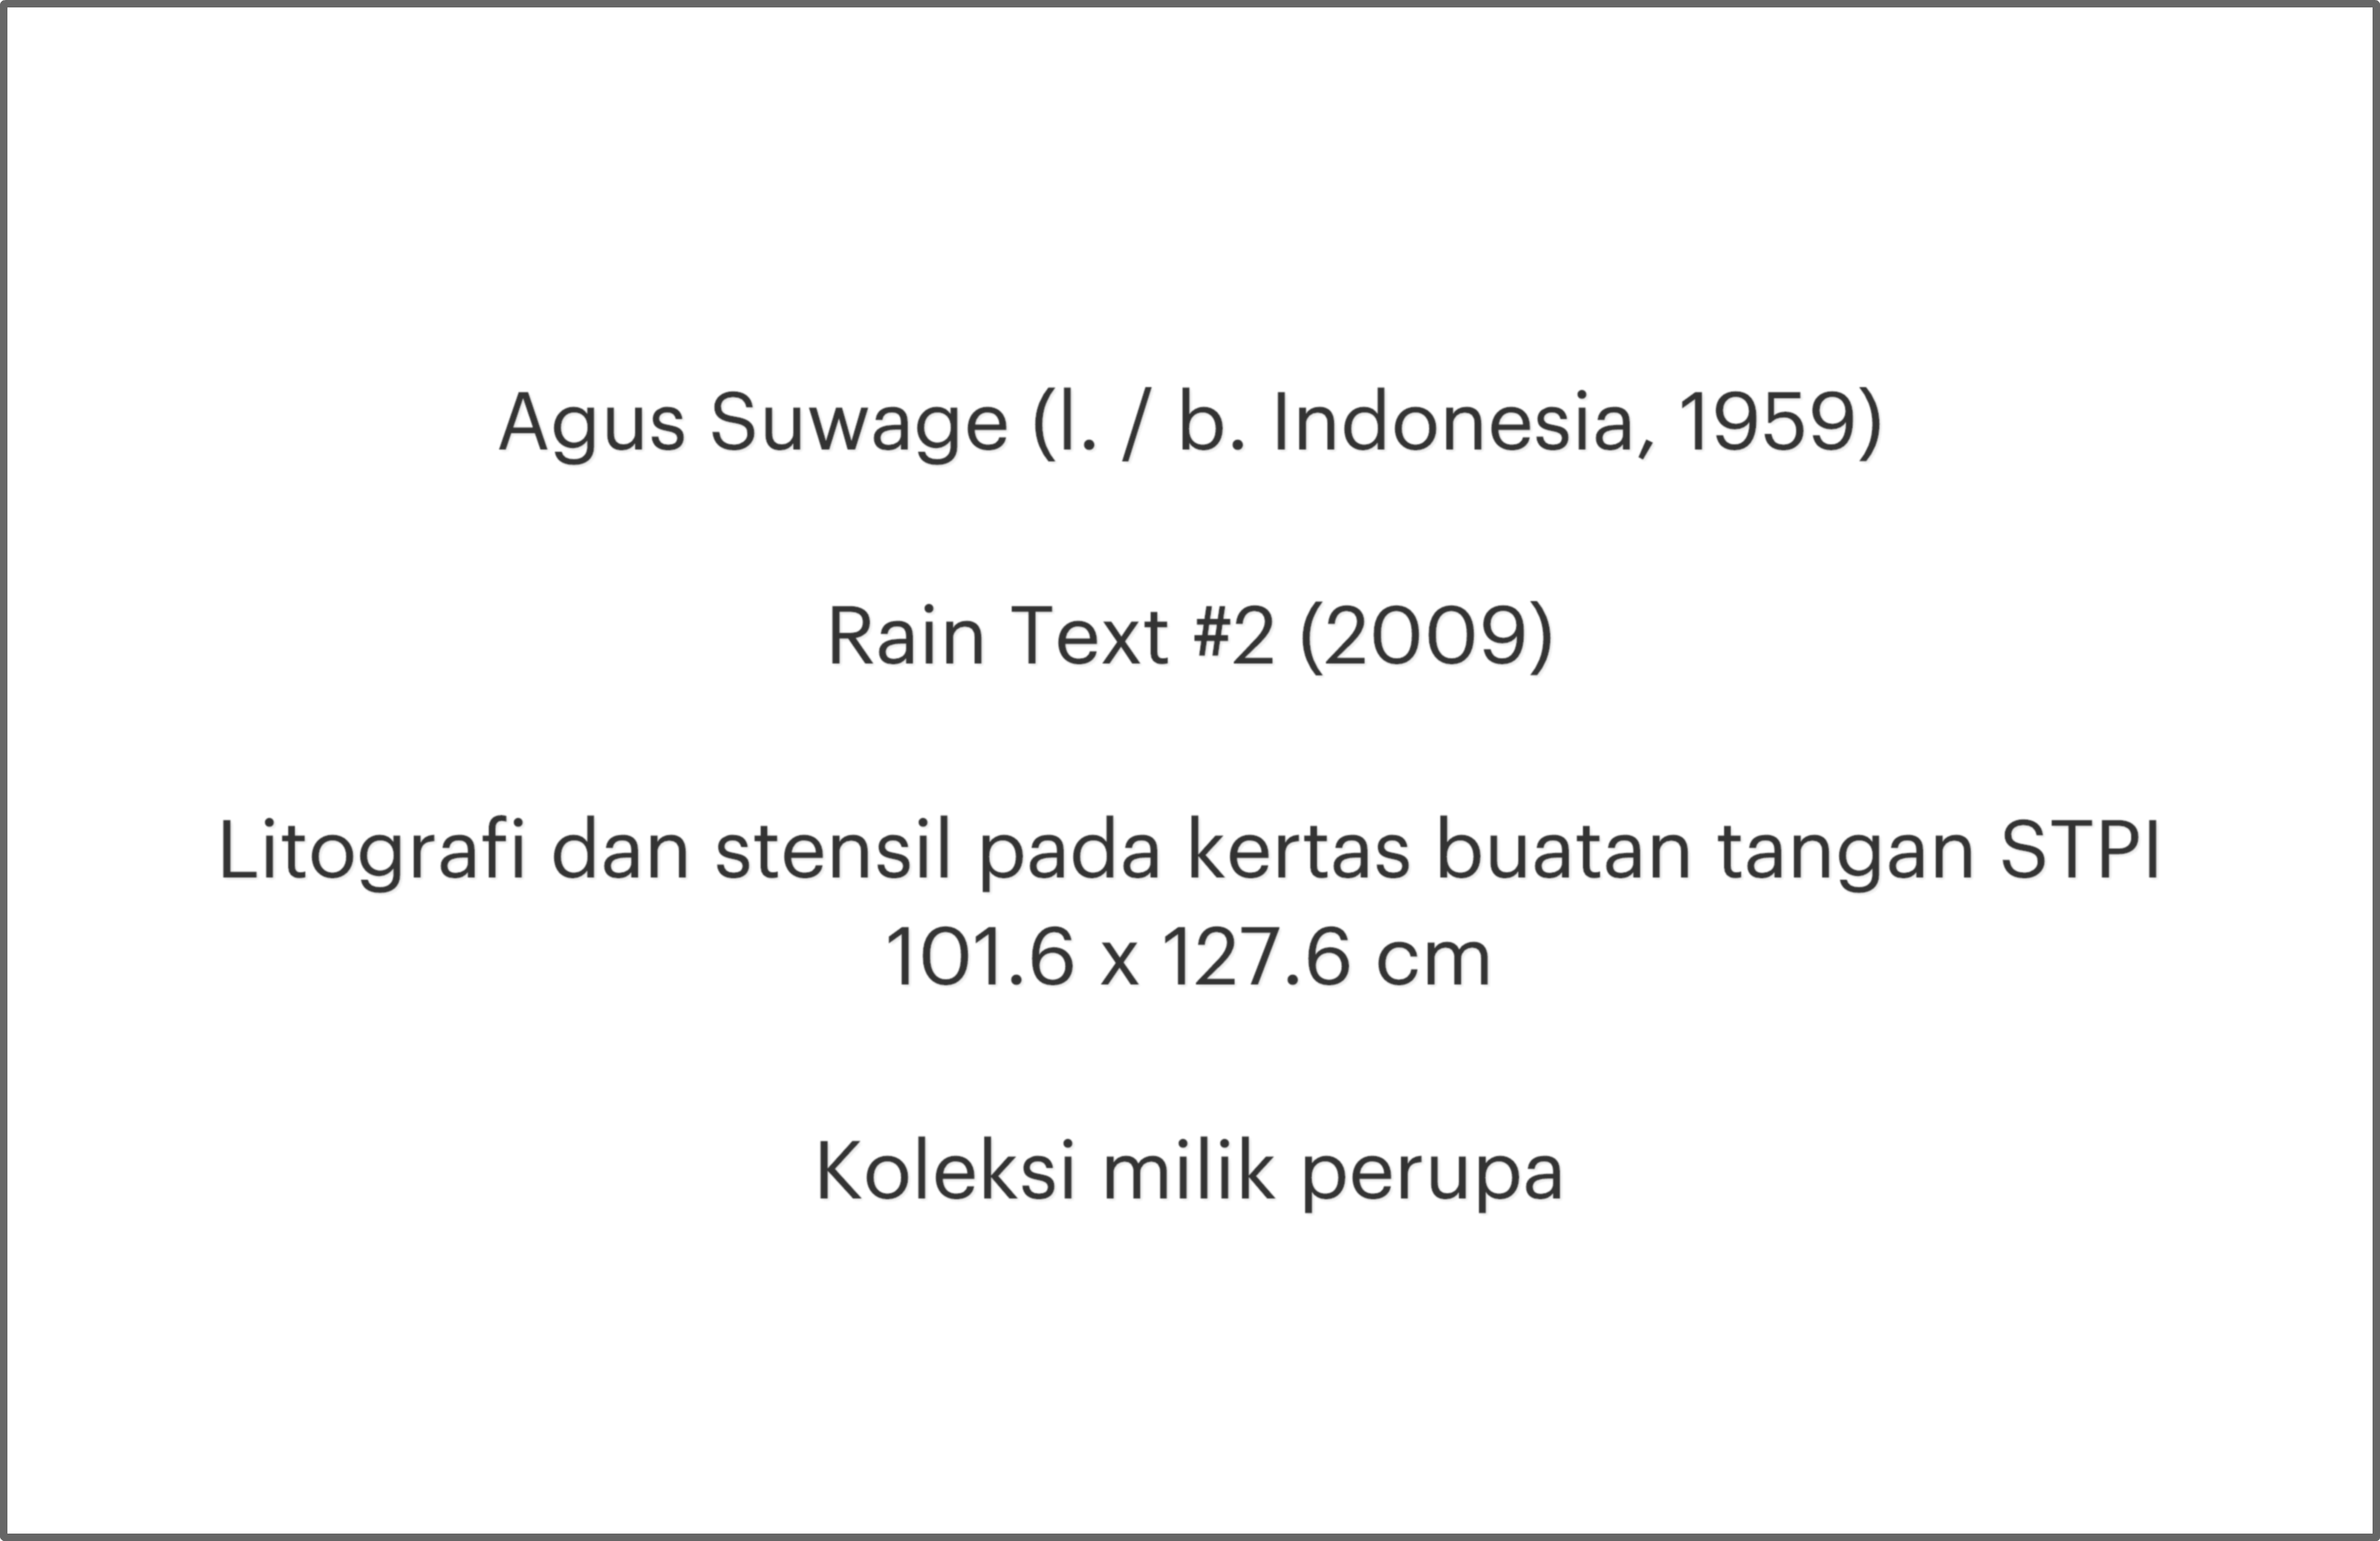 Agus Suwage (l. / b. Indonesia, 1959)
Rain Text #2 (2009)
Litografi dan stensil pada kertas buatan tangan STPI
101.6 x 127.6 cm
Koleksi milik perupa